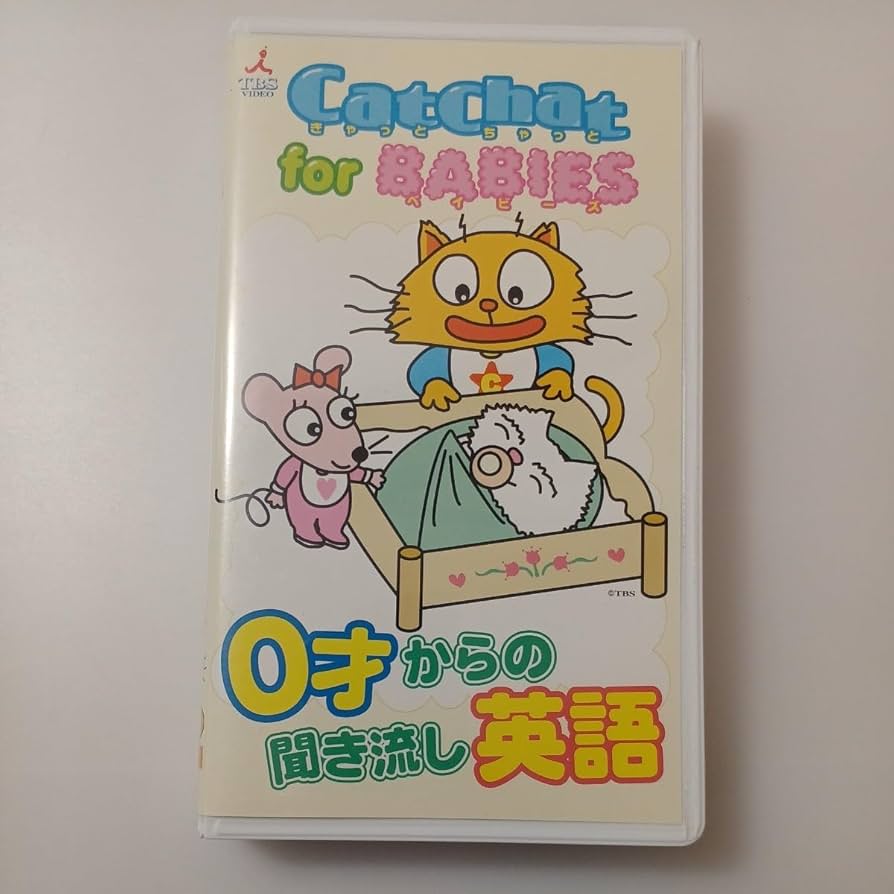 TBS
VIDEO
CatChat
きゃっと ちゃっと
for BABIES
ベイビーズ
C
©TBS
0才からの
聞き流し英語